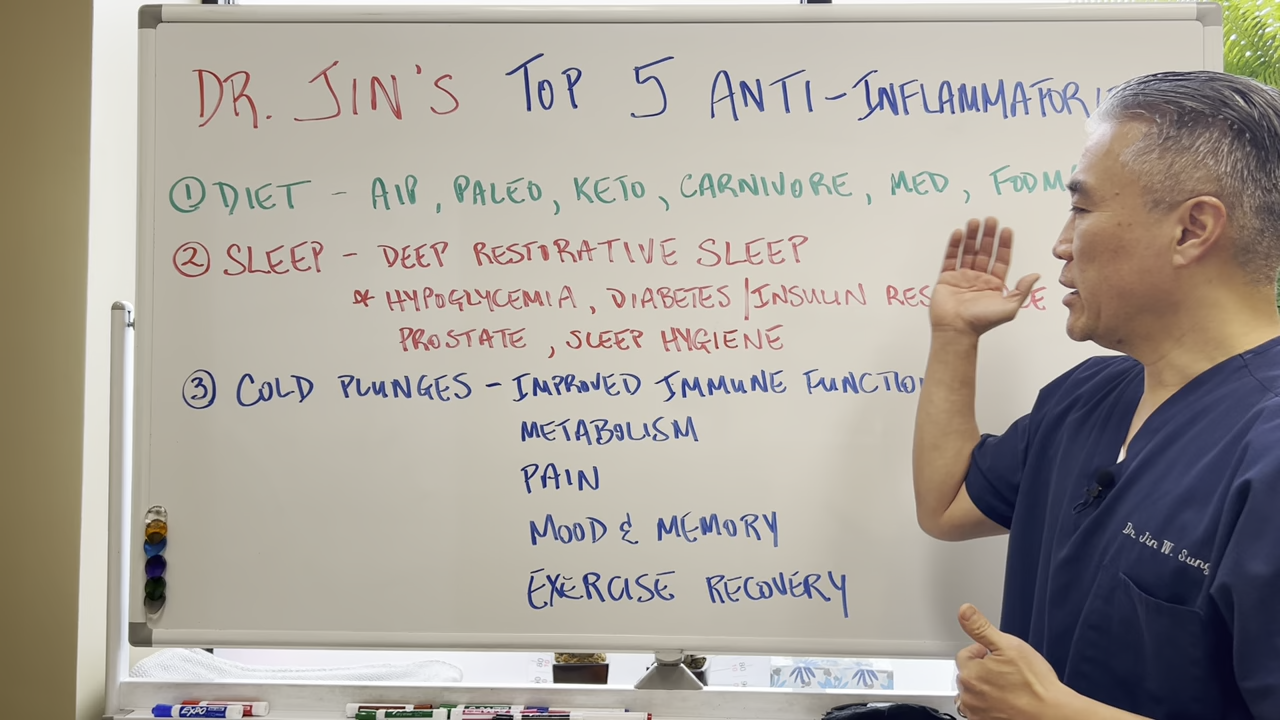 DR. JIN'S TOP 5 ANTI-INFLAMMATORI
① DIET - AIP, PALEO, KETO, CARNIVORE, MED, FODM
② SLEEP - DEEP RESTORATIVE SLEEP
* HYPOGLYCEMIA, DIABETES/INSULIN RES CE
PROSTATE, SLEEP HYGIENE
③ COLD PLUNGES - IMPROVED IMMUNE FUNCTIO
METABOLISM
PAIN
MOOD & MEMORY
EXERCISE RECOVERY
Dr. Jin W. Sung
EXPO